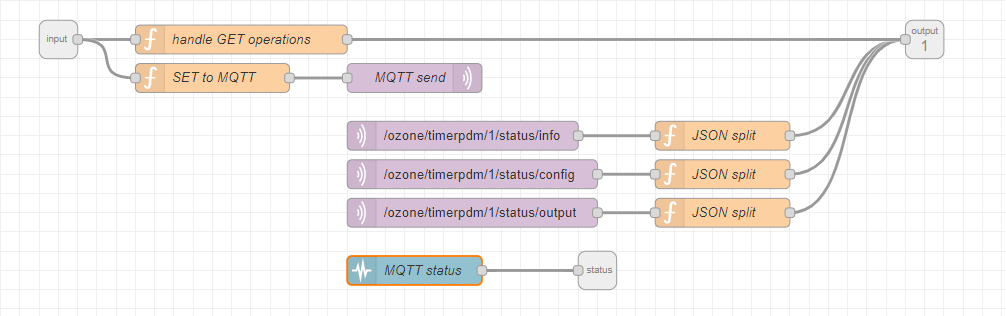 input
handle GET operations
output
1
SET to MQTT
MQTT send
/ozone/timerpdm/1/status/info
JSON split
/ozone/timerpdm/1/status/config
JSON split
/ozone/timerpdm/1/status/output
JSON split
MQTT status
status